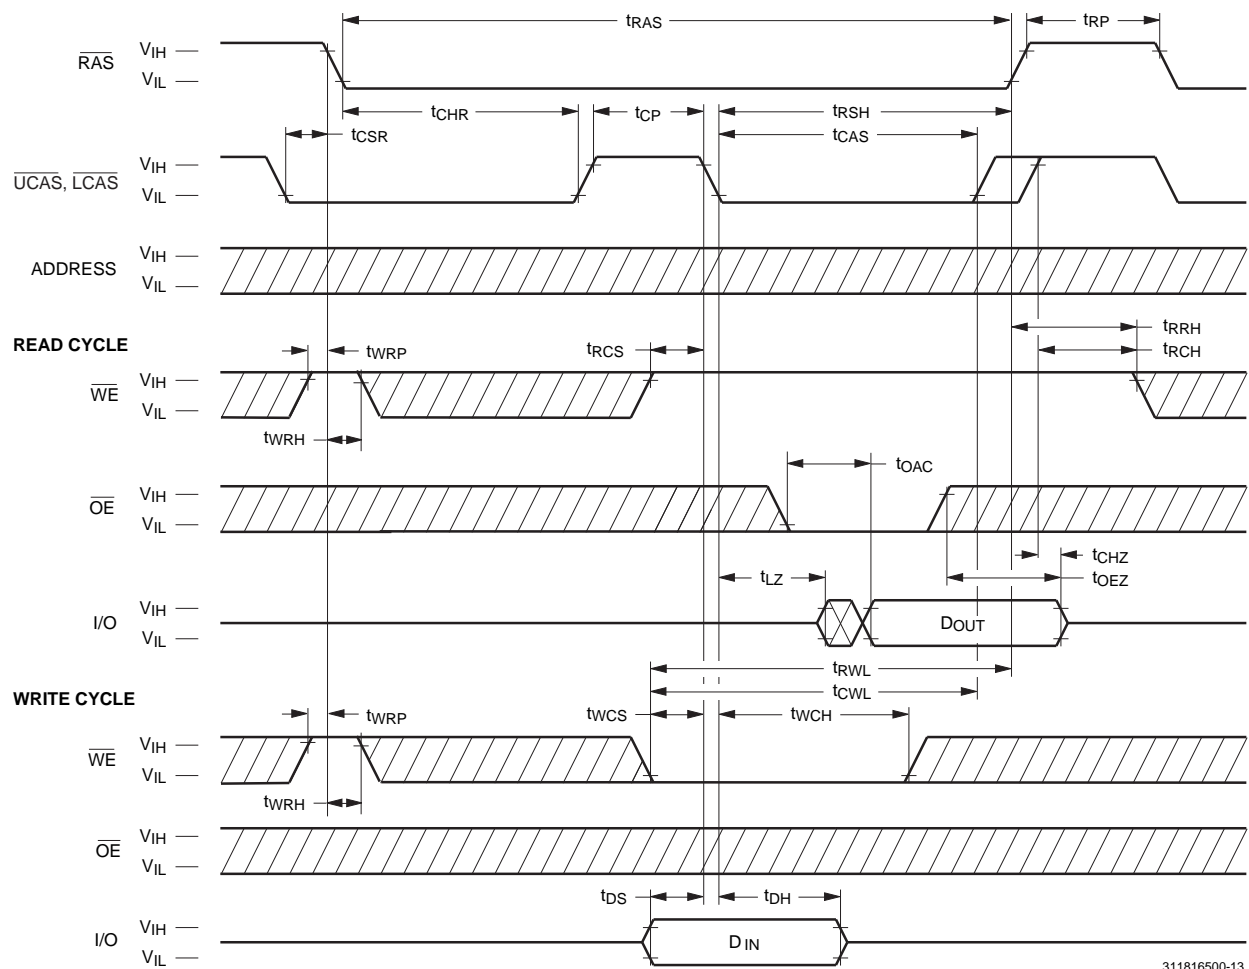 tRAS
tRP
RAS
VIH
VIL
tCHR
tCP
tRSH
tCSR
tCAS
UCAS, LCAS
VIH
VIL
ADDRESS
VIH
VIL
tRRH
READ CYCLE
tWRP
tRCS
tRCH
WE
VIH
VIL
tWRH
tOAC
OE
VIH
VIL
tCHZ
tLZ
tOEZ
I/O
VIH
VIL
DOUT
tRWL
WRITE CYCLE
tCWL
tWRP
tWCS
tWCH
WE
VIH
VIL
tWRH
OE
VIH
VIL
tDS
tDH
I/O
VIH
VIL
DIN
311816500-13